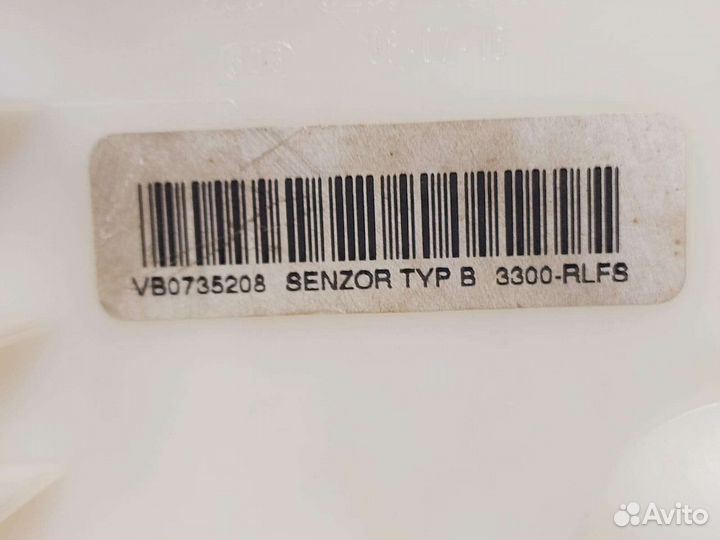 VB0735208 SENZOR TYP B 3300-RLFS
Avito